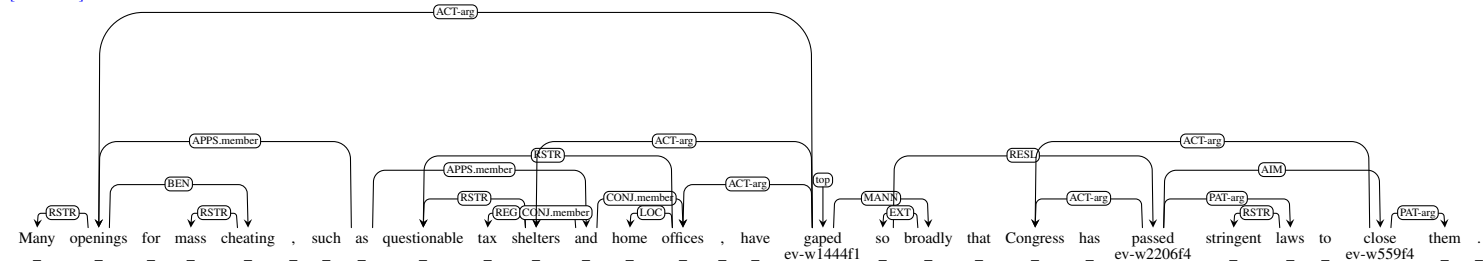 ACT-arg
APPS.member ACT-arg ACT-arg
RSTR RESL
APPS.member AIM
BEN ACT-arg top
RSTR CONJ.member MANN ACT-arg PAT-arg
RSTR RSTR REG CONJ.member LOC EXT RSTR PAT-arg
Many openings for mass cheating , such as questionable tax shelters and home offices , have gaped so broadly that Congress has passed stringent laws to close them .
_ _ _ _ _ _ _ _ _ _ _ _ _ _ _ _ ev-w1444f1 _ _ _ _ _ ev-w2206f4 _ _ _ ev-w559f4 _ _